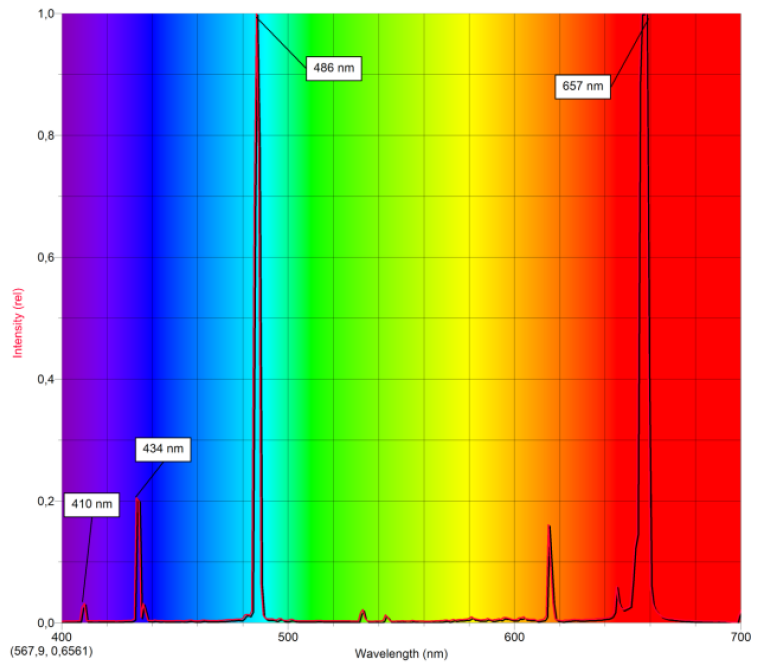 1,0
486 nm
657 nm
0,8
0,6
Intensity (rel)
0,4
434 nm
0,2
410 nm
0,0
400 500 600 700
(567,9, 0,6561) Wavelength (nm)